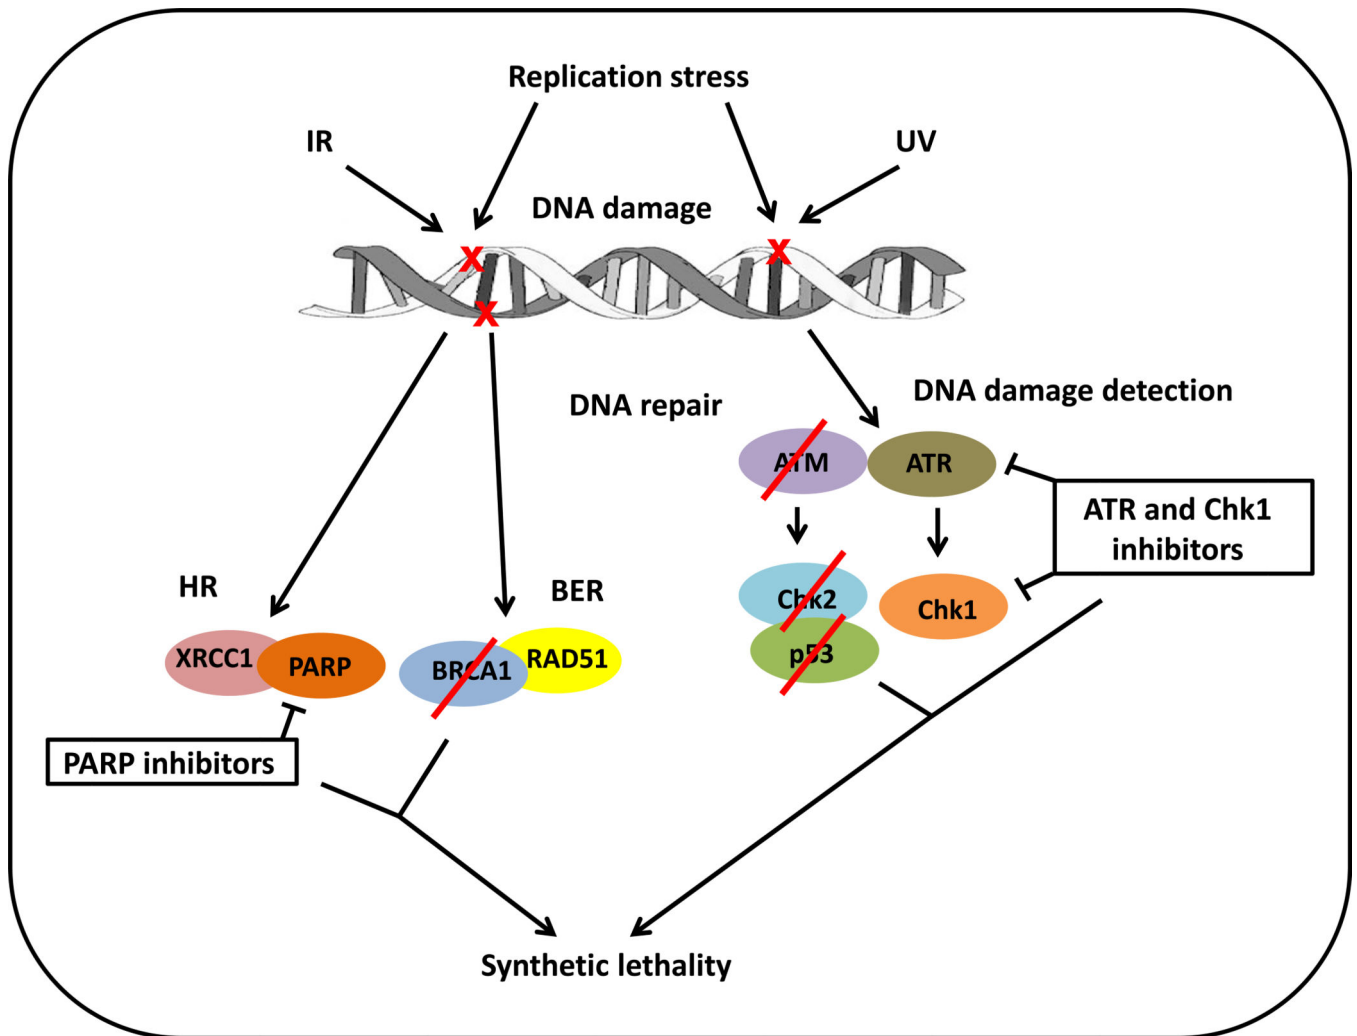 Replication stress
IR
UV
DNA damage
X
X
X
DNA repair
DNA damage detection
ATM
ATR
ATR and Chk1
inhibitors
HR
BER
Chk2
Chk1
XRCC1
PARP
BRCA1
RAD51
p53
PARP inhibitors
Synthetic lethality